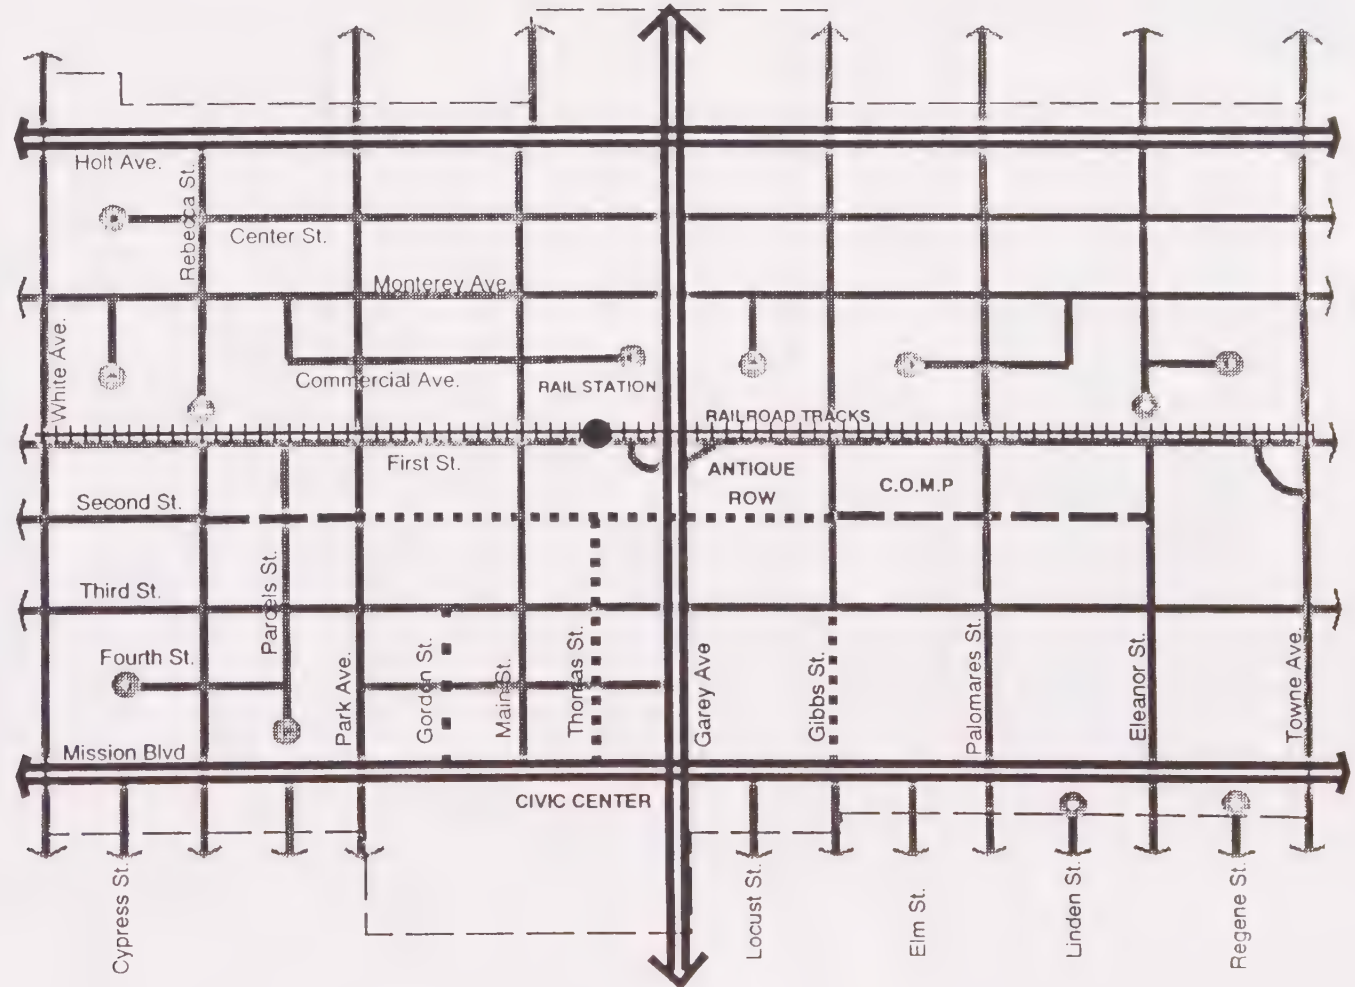 Holt Ave.
Rebecca St.
Center St.
Monterey Ave.
White Ave.
Commercial Ave.
RAIL STATION
RAILROAD TRACKS
First St.
ANTIQUE
ROW
C.O.M.P
Second St.
Third St.
Parcels St.
Fourth St.
Park Ave.
Gordon St.
Main St.
Thomas St.
Garey Ave
Gibbs St.
Palomares St.
Eleanor St.
Towne Ave.
Mission Blvd
CIVIC CENTER
Cypress St.
Locust St.
Elm St.
Linden St.
Regene St.